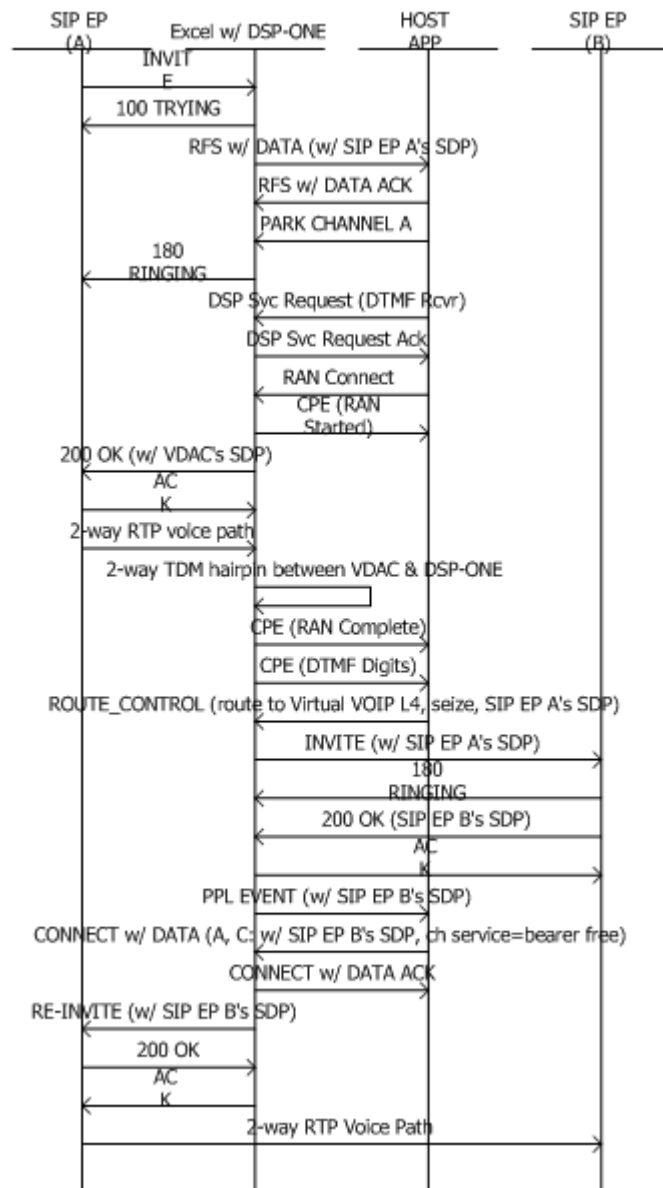 SIP EP
(A)
Excel w/ DSP-ONE
HOST
APP
SIP EP
(B)
INVIT
E
100 TRYING
RFS w/ DATA (w/ SIP EP A's SDP)
RFS w/ DATA ACK
PARK CHANNEL A
180
RINGING
DSP Svc Request (DTMF Rcvr)
DSP Svc Request Ack
RAN Connect
CPE (RAN
Started)
200 OK (w/ VDAC's SDP)
AC
K
2-way RTP voice path
2-way TDM hairpin between VDAC & DSP-ONE
CPE (RAN Complete)
CPE (DTMF Digits)
ROUTE_CONTROL (route to Virtual VOIP L4, seize, SIP EP A's SDP)
INVITE (w/ SIP EP A's SDP)
180
RINGING
200 OK (SIP EP B's SDP)
AC
K
PPL EVENT (w/ SIP EP B's SDP)
CONNECT w/ DATA (A, C: w/ SIP EP B's SDP, ch service=bearer free)
CONNECT w/ DATA ACK
RE-INVITE (w/ SIP EP B's SDP)
200 OK
AC
K
2-way RTP Voice Path